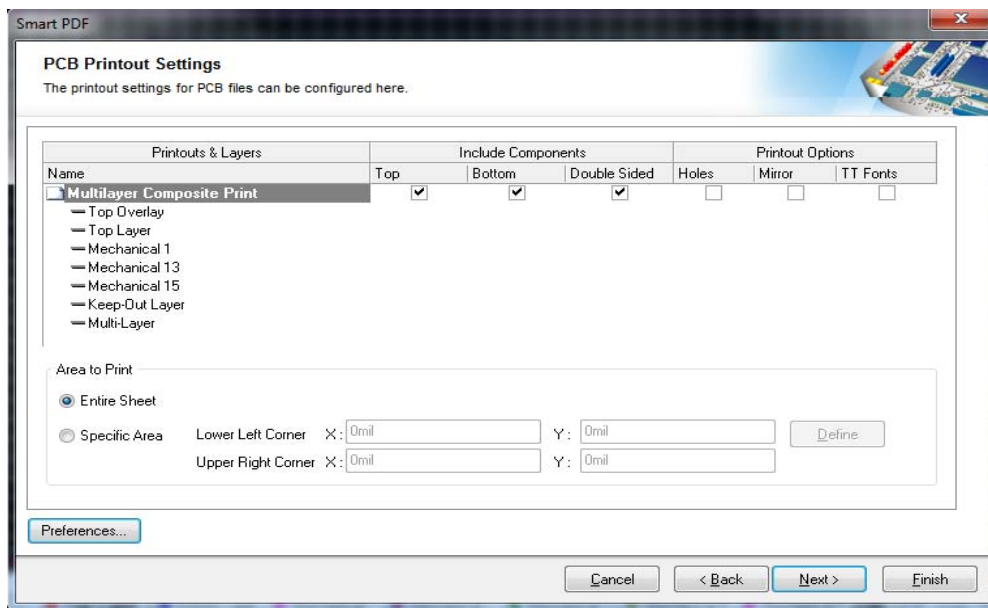 Smart PDF
PCB Printout Settings
The printout settings for PCB files can be configured here.
Printouts & Layers Include Components Printout Options
Name Top Bottom Double Sided Holes Mirror TT Fonts
Multilayer Composite Print
Top Overlay
Top Layer
Mechanical 1
Mechanical 13
Mechanical 15
Keep-Out Layer
Multi-Layer
Area to Print
Entire Sheet
Specific Area Lower Left Corner X: 0mil Y: 0mil Define
Upper Right Corner X: 0mil Y: 0mil
Preferences...
Cancel < Back Next > Finish